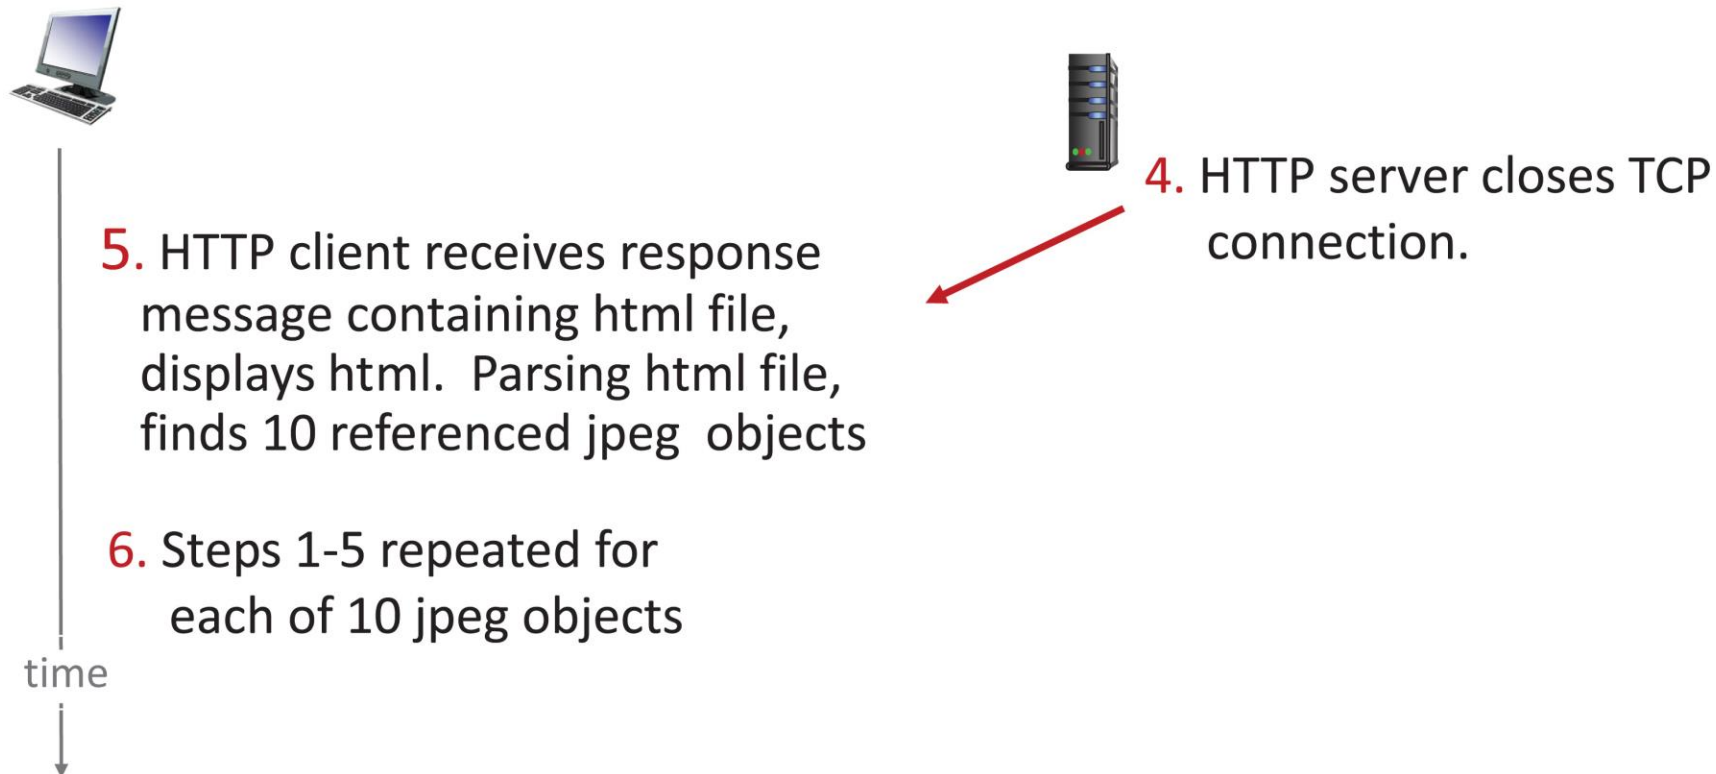 4. HTTP server closes TCP
connection.
5. HTTP client receives response
message containing html file,
displays html. Parsing html file,
finds 10 referenced jpeg objects
6. Steps 1-5 repeated for
each of 10 jpeg objects
time